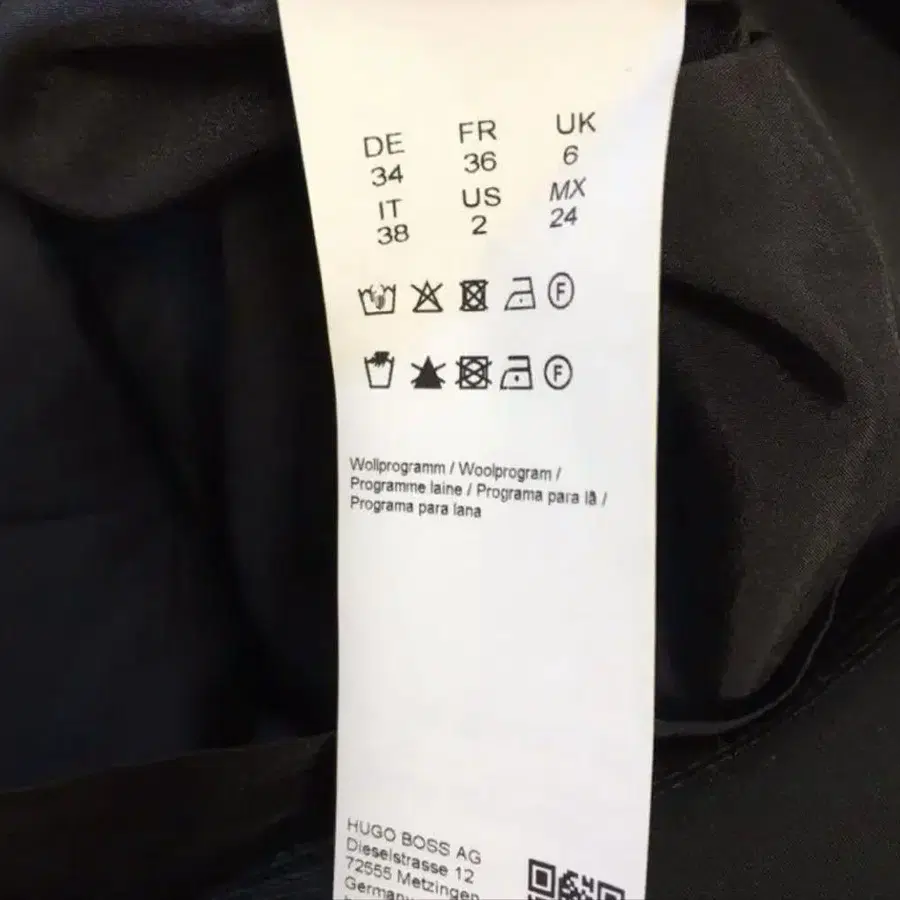 DE FR UK
34 36 6
IT US MX
38 2 24
F
F
Wollprogramm / Woolprogram /
Programme laine / Programa para lã /
Programa para lana
HUGO BOSS AG
Dieselstrasse 12
72555 Metzingen
Germany